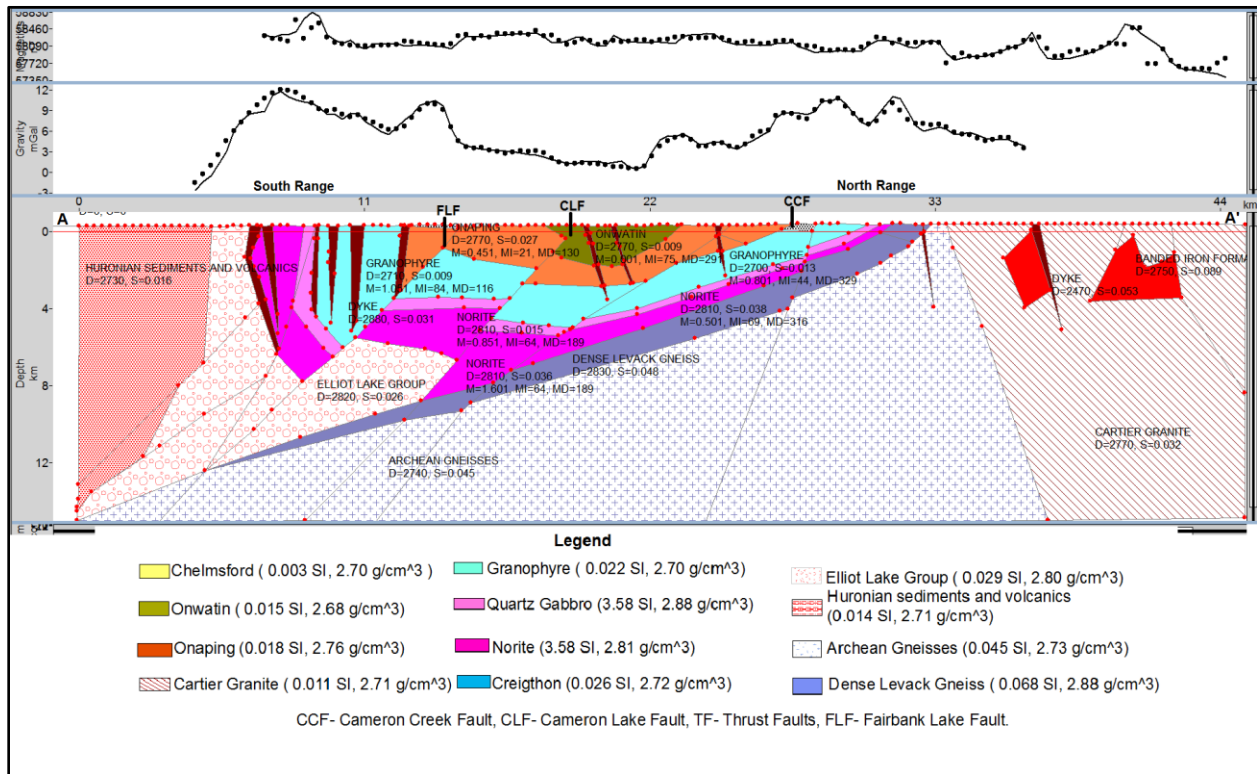 58830
58460
58090
57720
57360
12
9
6
3
0
-3
Gravity
mGal
South Range
North Range
0
11
22
33
44
km
A
FLF
CLF
CCF
A'
D=0, S=0
0
4
8
12
Depth
km
ONAPING
D=2770, S=0.027
M=0.451, MI=21, MD=130
ONWATIN
D=2770, S=0.009
M=0.901, MI=75, MD=291
GRANOPHYRE
D=2710, S=0.009
M=1.051, MI=84, MD=116
GRANOPHYRE
D=2700, S=0.013
M=0.801, MI=44, MD=329
HURONIAN SEDIMENTS AND VOLCANICS
D=2730, S=0.016
BANDED IRON FORMA
D=2750, S=0.089
DYKE
D=2470, S=0.053
DYKE
D=2880, S=0.031
NORITE
D=2810, S=0.015
M=0.851, MI=64, MD=189
NORITE
D=2810, S=0.038
M=0.501, MI=69, MD=316
NORITE
D=2810, S=0.036
M=1.601, MI=64, MD=189
DENSE LEVACK GNEISS
D=2830, S=0.048
ELLIOT LAKE GROUP
D=2820, S=0.026
ARCHEAN GNEISSES
D=2740, S=0.045
CARTIER GRANITE
D=2770, S=0.032
Legend
Chelmsford ( 0.003 SI, 2.70 g/cm^3 )
Onwatin ( 0.015 SI, 2.68 g/cm^3)
Onaping (0.018 SI, 2.76 g/cm^3)
Cartier Granite ( 0.011 SI, 2.71 g/cm^3)
Granophyre ( 0.022 SI, 2.70 g/cm^3)
Quartz Gabbro (3.58 SI, 2.88 g/cm^3)
Norite (3.58 SI, 2.81 g/cm^3)
Creigthon (0.026 SI, 2.72 g/cm^3)
Elliot Lake Group ( 0.029 SI, 2.80 g/cm^3)
Huronian sediments and volcanics
(0.014 SI, 2.71 g/cm^3)
Archean Gneisses (0.045 SI, 2.73 g/cm^3)
Dense Levack Gneiss ( 0.068 SI, 2.88 g/cm^3)
CCF- Cameron Creek Fault, CLF- Cameron Lake Fault, TF- Thrust Faults, FLF- Fairbank Lake Fault.